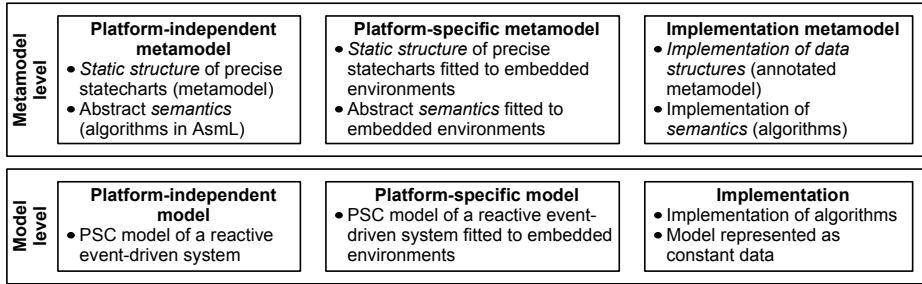 Metamodel
level
Platform-independent
metamodel
• Static structure of precise
statecharts (metamodel)
• Abstract semantics
(algorithms in AsmL)
Platform-specific metamodel
• Static structure of precise
statecharts fitted to embedded
environments
• Abstract semantics fitted to
embedded environments
Implementation metamodel
• Implementation of data
structures (annotated
metamodel)
• Implementation of
semantics (algorithms)
Model
level
Platform-independent
model
• PSC model of a reactive
event-driven system
Platform-specific model
• PSC model of a reactive event-
driven system fitted to embedded
environments
Implementation
• Implementation of algorithms
• Model represented as
constant data